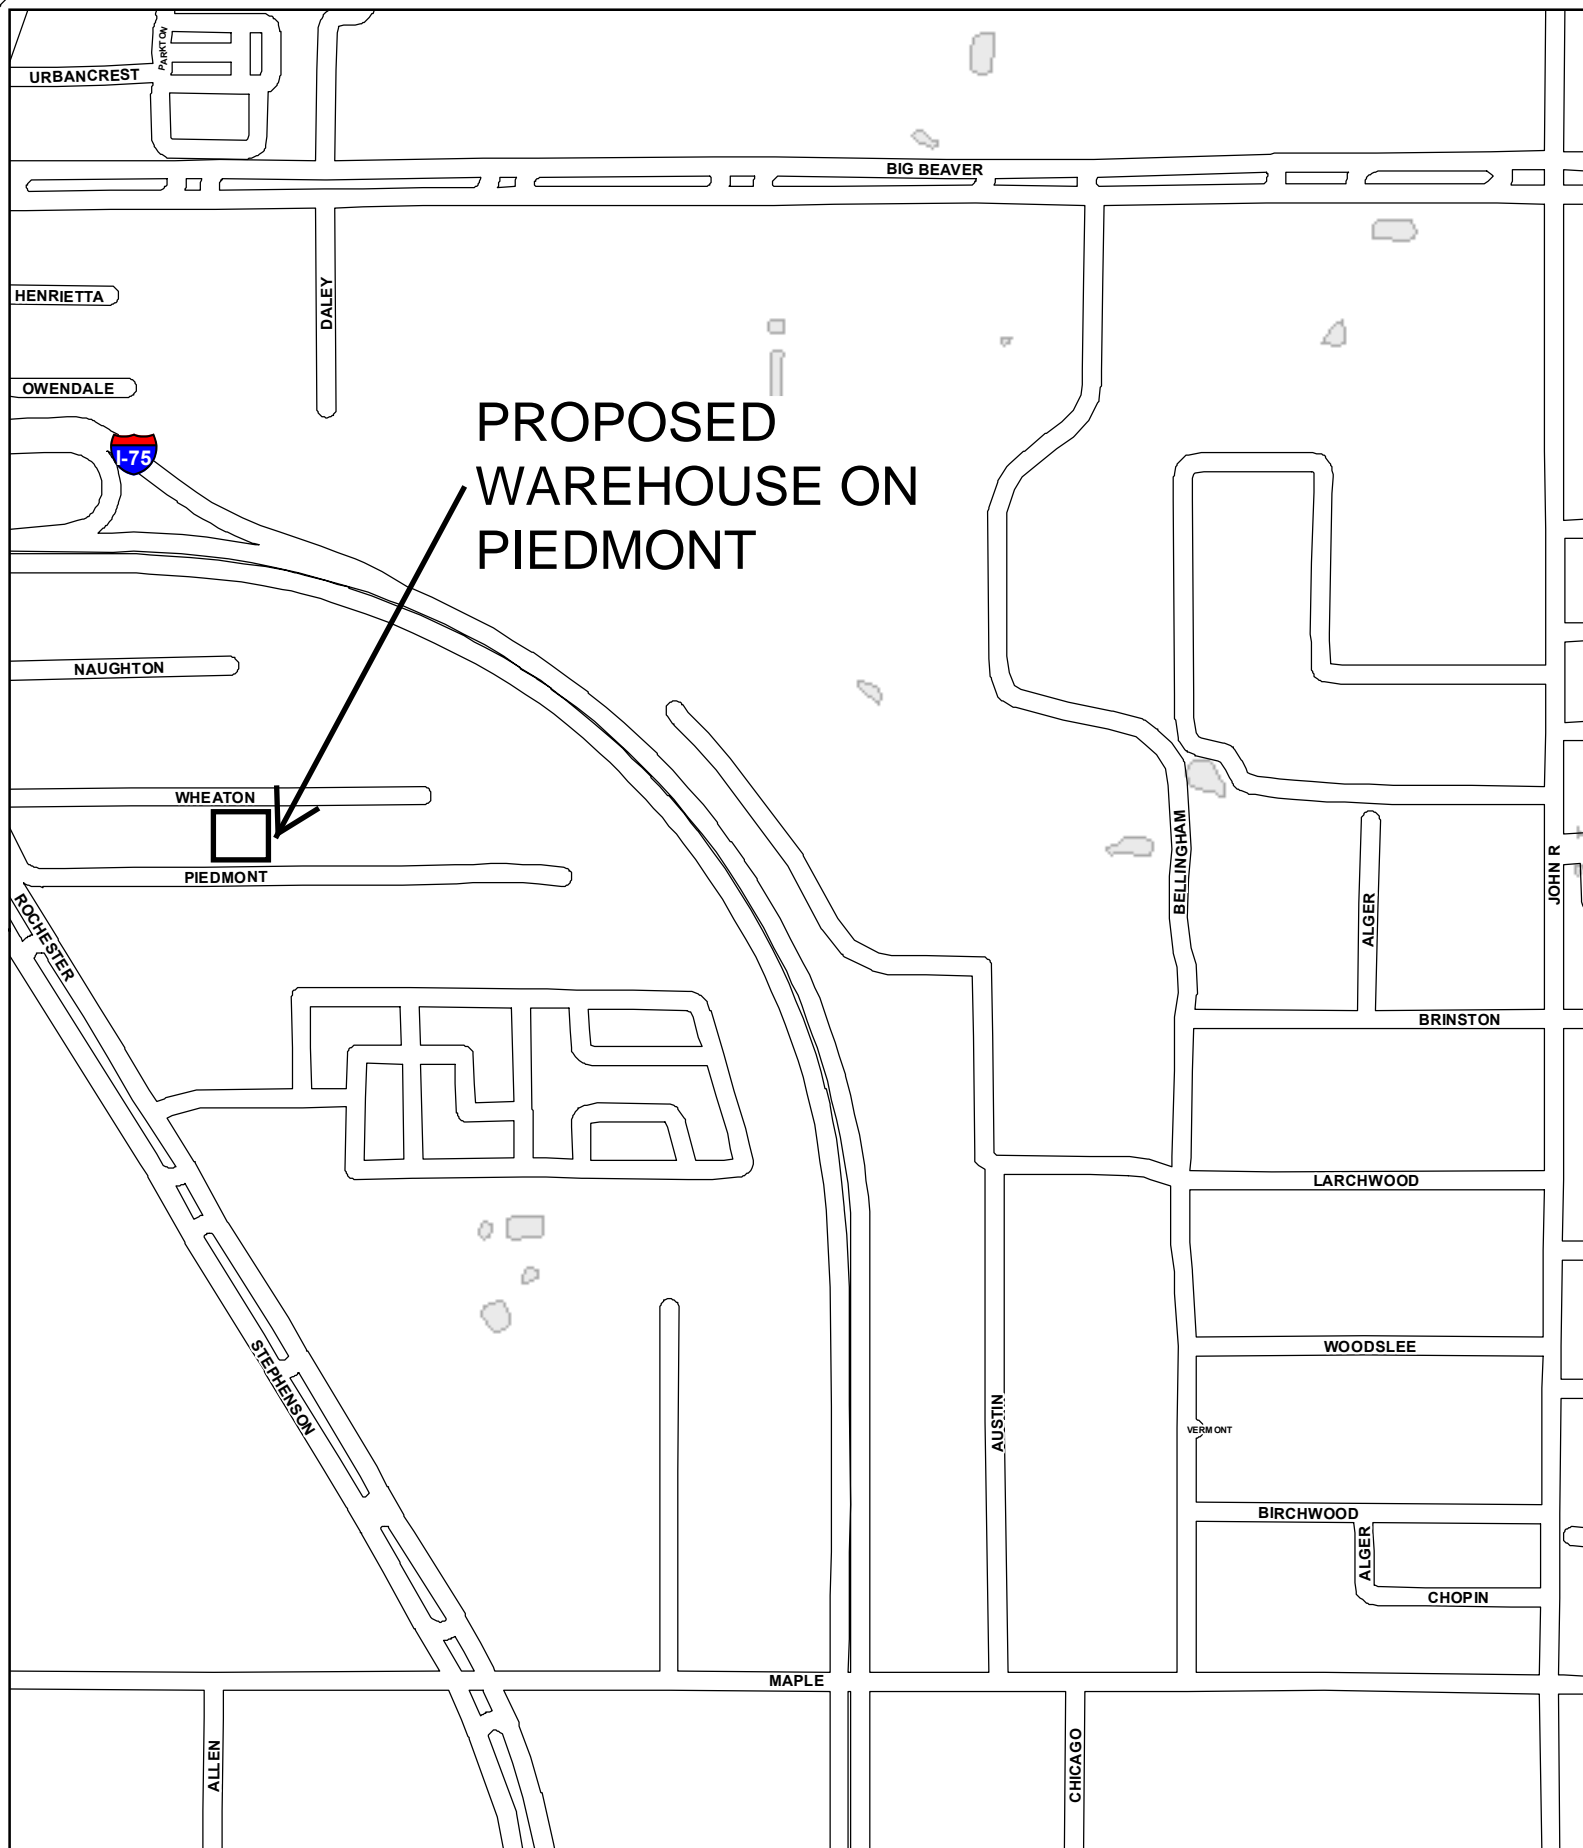 PARKTON
URBANCREST
BIG BEAVER
HENRIETTA
DALEY
OWENDALE
I-75
PROPOSED
WAREHOUSE ON
PIEDMONT
NAUGHTON
WHEATON
PIEDMONT
BELLINGHAM
JOHN R
ALGER
ROCHESTER
BRINSTON
LARCHWOOD
WOODSLEE
STEPHENSON
AUSTIN
VERMONT
BIRCHWOOD
ALGER
CHOPIN
MAPLE
ALLEN
CHICAGO